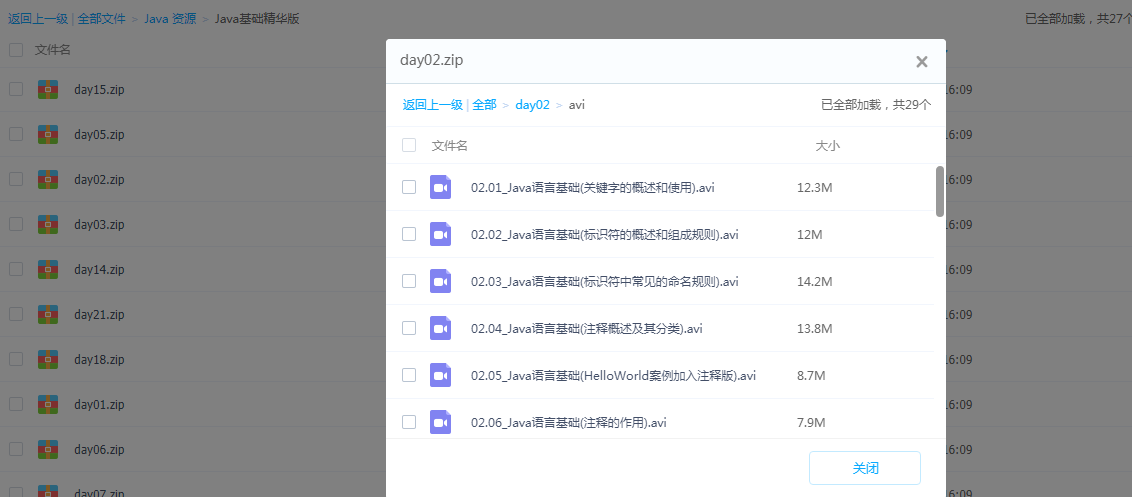 返回上一级 | 全部文件 > Java 资源 > Java基础精华版
已全部加载，共27个
文件名
day15.zip
day05.zip
day02.zip
day03.zip
day14.zip
day21.zip
day18.zip
day01.zip
day06.zip
day07.zip
day02.zip
返回上一级 | 全部 > day02 > avi
已全部加载，共29个
文件名 大小
02.01_Java语言基础(关键字的概述和使用).avi 12.3M
02.02_Java语言基础(标识符的概述和组成规则).avi 12M
02.03_Java语言基础(标识符中常见的命名规则).avi 14.2M
02.04_Java语言基础(注释概述及其分类).avi 13.8M
02.05_Java语言基础(HelloWorld案例加入注释版).avi 8.7M
02.06_Java语言基础(注释的作用).avi 7.9M
关闭
16:09
16:09
16:09
16:09
16:09
16:09
16:09
16:09
16:09
16:09